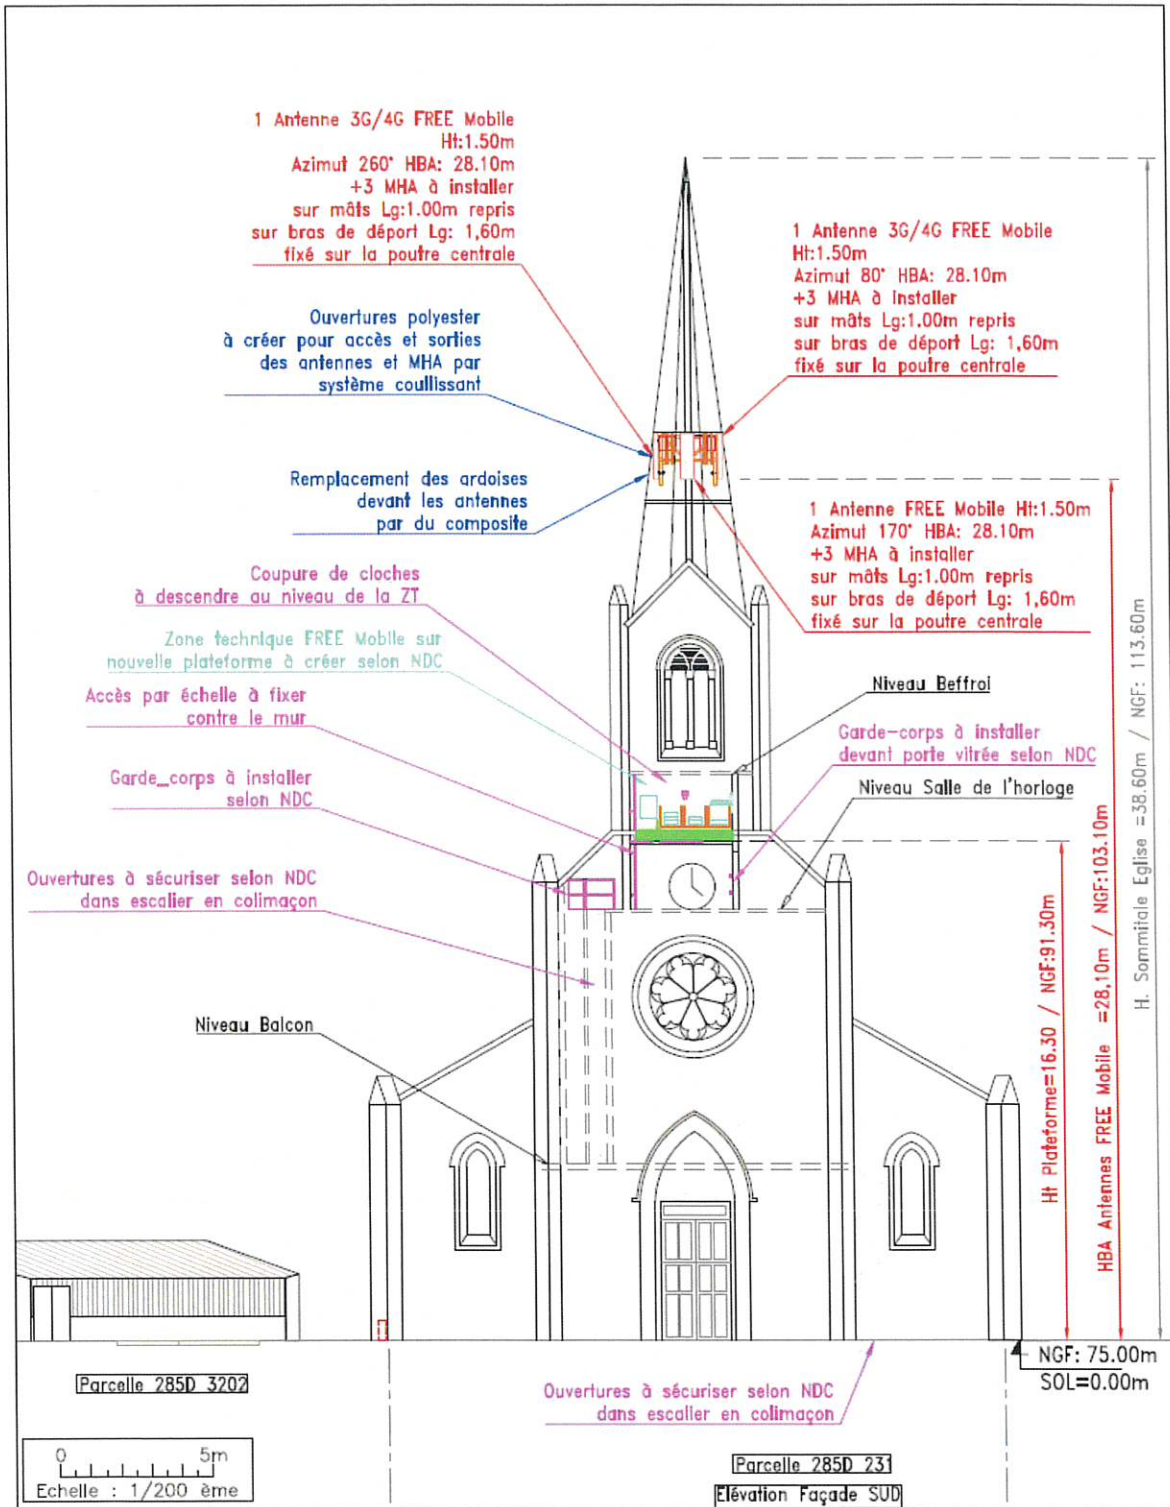 1 Antenne 3G/4G FREE Mobile
Ht:1.50m
Azimut 260° HBA: 28.10m
+3 MHA à installer
sur mâts Lg:1.00m repris
sur bras de déport Lg: 1,60m
fixé sur la poutre centrale
1 Antenne 3G/4G FREE Mobile
Ht:1.50m
Azimut 80° HBA: 28.10m
+3 MHA à installer
sur mâts Lg:1.00m repris
sur bras de déport Lg: 1,60m
fixé sur la poutre centrale
Ouvertures polyester
à créer pour accès et sorties
des antennes et MHA par
système coullissant
Remplacement des ardoises
devant les antennes
par du composite
1 Antenne FREE Mobile Ht:1.50m
Azimut 170° HBA: 28.10m
+3 MHA à installer
sur mâts Lg:1.00m repris
sur bras de déport Lg: 1,60m
fixé sur la poutre centrale
Coupure de cloches
à descendre au niveau de la ZT
Zone technique FREE Mobile sur
nouvelle plateforme à créer selon NDC
Accès par échelle à fixer
contre le mur
Niveau Beffroi
Garde-corps à installer
devant porte vitrée selon NDC
Garde_corps à installer
selon NDC
Niveau Salle de l'horloge
Ouvertures à sécuriser selon NDC
dans escalier en colimaçon
Niveau Balcon
Ht Plateforme=16.30 / NGF:91.30m
HBA Antennes FREE Mobile =28,10m / NGF:103.10m
H. Sommitale Eglise =38.60m / NGF: 113.60m
NGF: 75.00m
SOL=0.00m
Parcelle 285D 3202
Ouvertures à sécuriser selon NDC
dans escalier en colimaçon
0 5m
Echelle : 1/200 ème
Parcelle 285D 231
Elévation Façade SUD